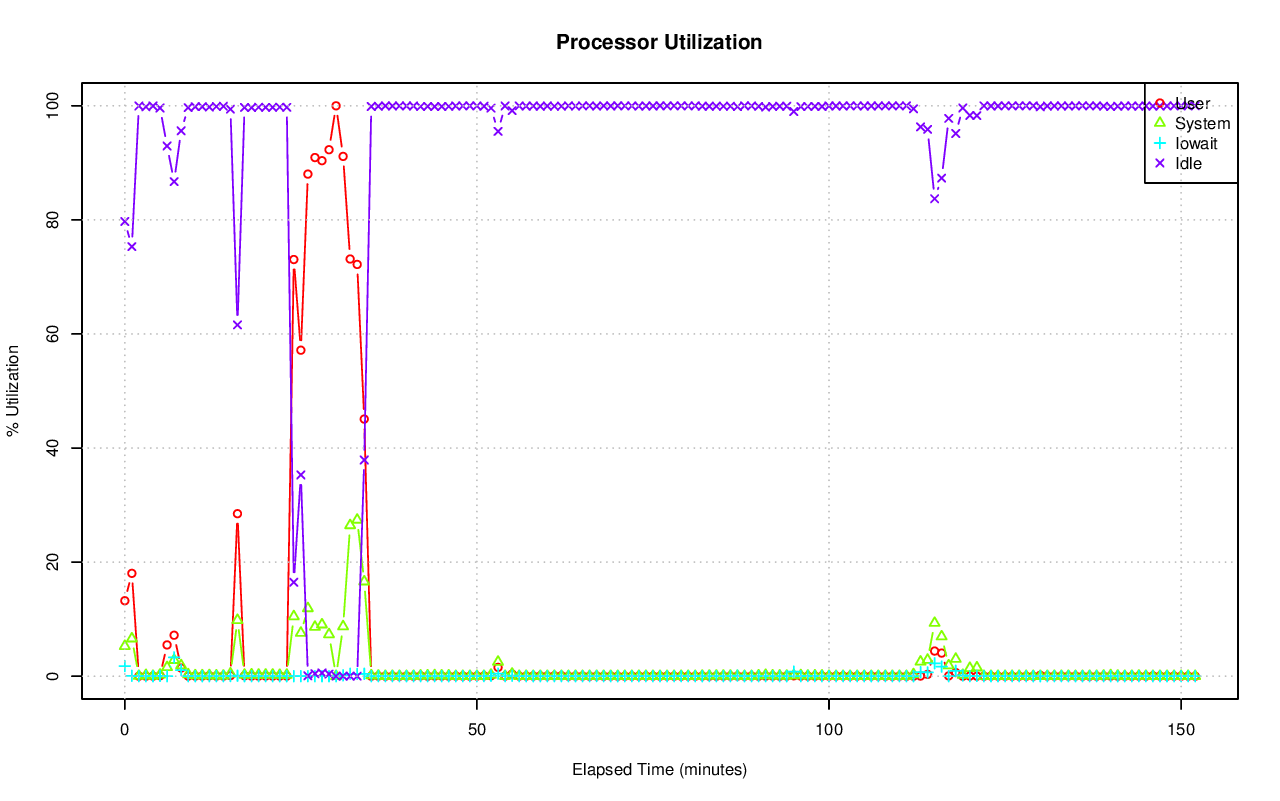 Processor Utilization
% Utilization
100
80
60
40
20
0
User
System
Iowait
Idle
0 50 100 150
Elapsed Time (minutes)